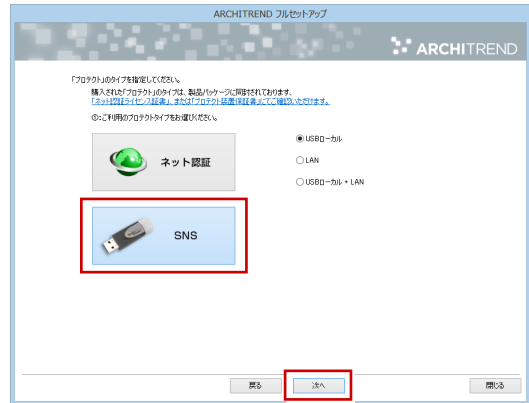 ARCHITREND フルセットアップ
ARCHITREND
「プロテクト」のタイプを指定してください。
購入された「プロテクト」のタイプは、製品パッケージに同封されております、
「ネット認証ライセンス証書」、または「プロテクト装置保証書」にてご確認いただけます。
①:ご利用のプロテクトタイプをお選びください。
ネット認証
USBローカル
LAN
USBローカル + LAN
SNS
戻る
次へ
閉じる